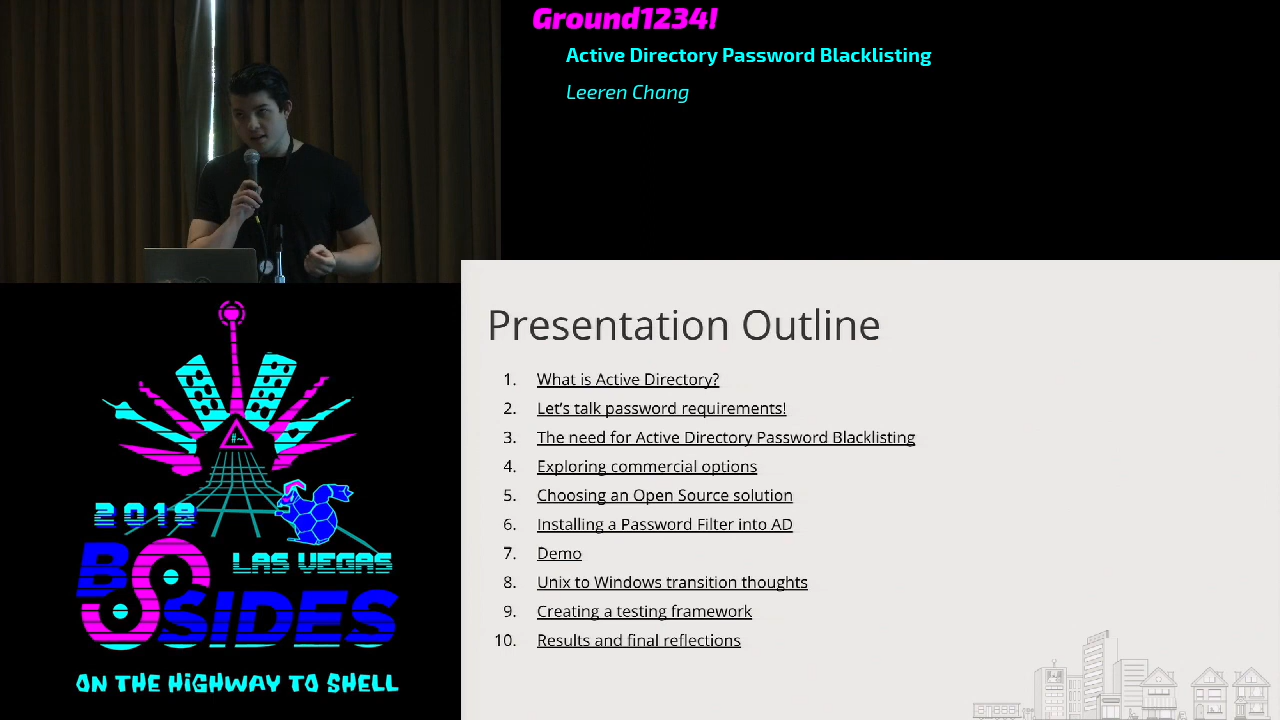 Ground1234!
Active Directory Password Blacklisting
Leeren Chang
Presentation Outline
1. What is Active Directory?
2. Let's talk password requirements!
3. The need for Active Directory Password Blacklisting
4. Exploring commercial options
5. Choosing an Open Source solution
6. Installing a Password Filter into AD
7. Demo
8. Unix to Windows transition thoughts
9. Creating a testing framework
10. Results and final reflections
#~
2018
LAS VEGAS
BSIDES
ON THE HIGHWAY TO SHELL